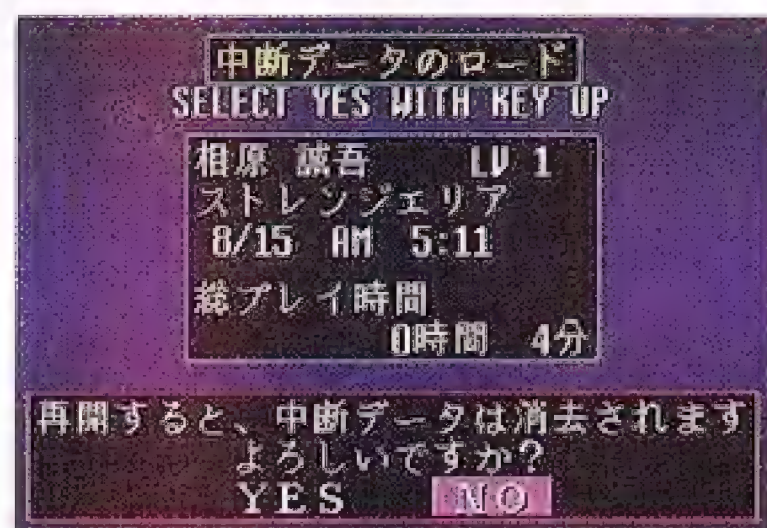 中断データのロード
SELECT YES WITH KEY UP
相原 誠吾 LV 1
ストレンジエリア
8/15 AM 5:11
総プレイ時間
0時間 4分
再開すると、中断データは消去されます
よろしいですか?
YES NO